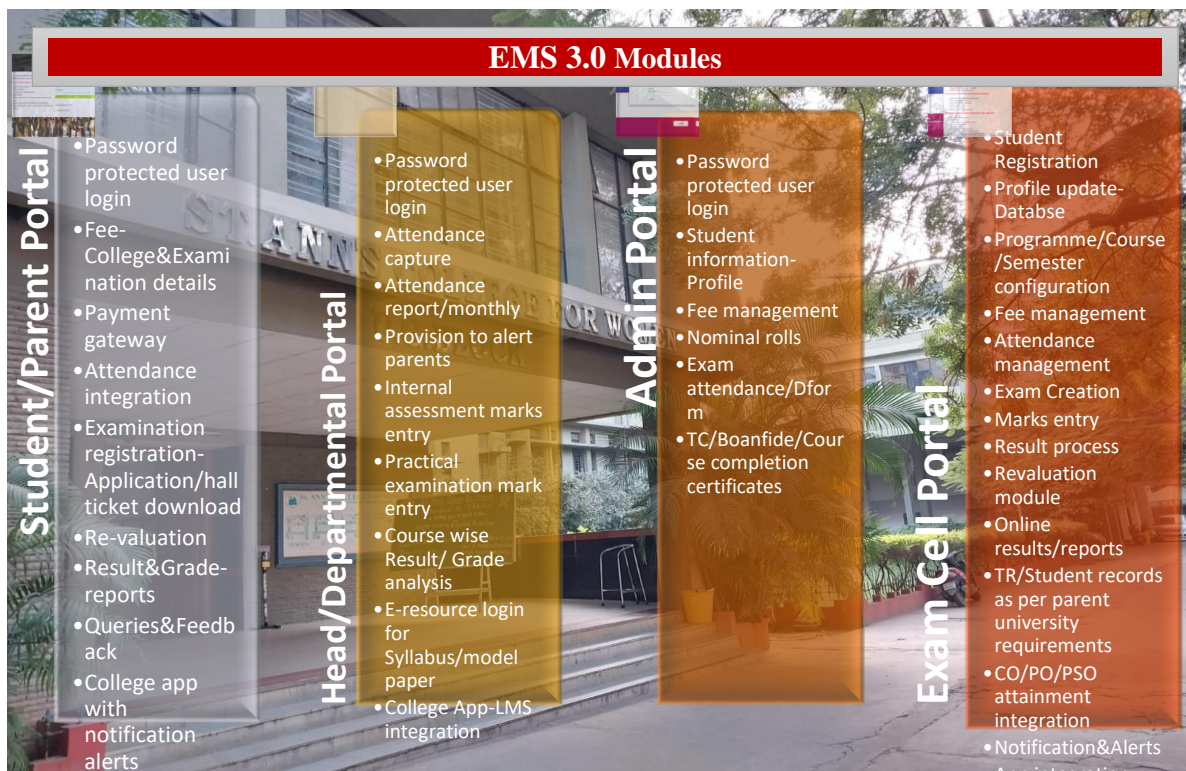 EMS 3.0 Modules
Student/Parent Portal
•Password
protected user
login
•Fee-
College&Exami
nation details
•Payment
gateway
•Attendance
integration
•Examination
registration-
Application/hall
ticket download
•Re-valuation
•Result&Grade-
reports
•Queries&Feedb
ack
•College app
with
notification
alerts
Head/Departmental Portal
•Password
protected user
login
•Attendance
capture
•Attendance
report/monthly
•Provision to alert
parents
•Internal
assessment marks
entry
•Practical
examination mark
entry
•Course wise
Result/ Grade
analysis
•E-resource login
for
Syllabus/model
paper
•College App-LMS
integration
Admin Portal
•Password
protected user
login
•Student
information-
Profile
•Fee management
•Nominal rolls
•Exam
attendance/Dfor
m
•TC/Boanfide/Cour
se completion
certificates
Exam Cell Portal
•Student
Registration
•Profile update-
Databse
•Programme/Course
/Semester
configuration
•Fee management
•Attendance
management
•Exam Creation
•Marks entry
•Result process
•Revaluation
module
•Online
results/reports
•TR/Student records
as per parent
university
requirements
•CO/PO/PSO
attainment
integration
•Notification&Alerts
ST. ANN'S COLLEGE FOR WO